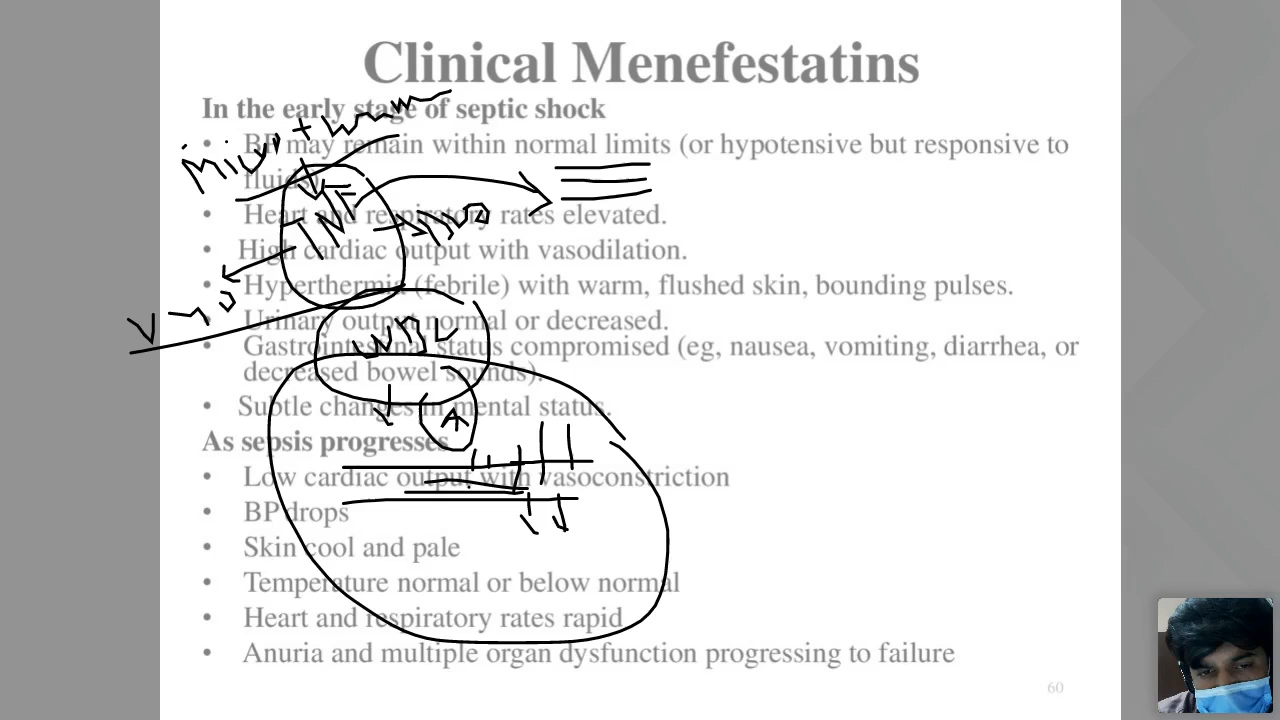 Clinical Menefestatins
In the early stage of septic shock
• BP may remain within normal limits (or hypotensive but responsive to
fluids)
• Heart and respiratory rates elevated.
• High cardiac output with vasodilation.
• Hyperthermia (febrile) with warm, flushed skin, bounding pulses.
• Urinary output normal or decreased.
• Gastrointestinal status compromised (eg, nausea, vomiting, diarrhea, or
decreased bowel sounds).
• Subtle changes in mental status.
As sepsis progresses
• Low cardiac output with vasoconstriction
• BP drops
• Skin cool and pale
• Temperature normal or below normal
• Heart and respiratory rates rapid
• Anuria and multiple organ dysfunction progressing to failure
60
INF
A